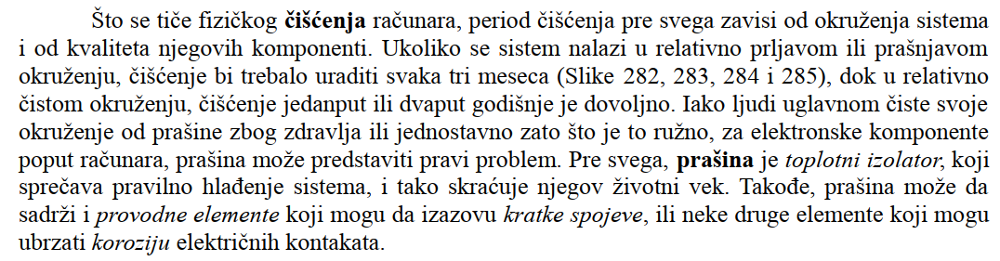 Što se tiče fizičkog čišćenja računara, period čišćenja pre svega zavisi od okruženja sistema
i od kvaliteta njegovih komponenti. Ukoliko se sistem nalazi u relativno prljavom ili prašnjavom
okruženju, čišćenje bi trebalo uraditi svaka tri meseca (Slike 282, 283, 284 i 285), dok u relativno
čistom okruženju, čišćenje jedanput ili dvaput godišnje je dovoljno. Iako ljudi uglavnom čiste svoje
okruženje od prašine zbog zdravlja ili jednostavno zato što je to ružno, za elektronske komponente
poput računara, prašina može predstaviti pravi problem. Pre svega, prašina je toplotni izolator, koji
sprečava pravilno hlađenje sistema, i tako skraćuje njegov životni vek. Takođe, prašina može da
sadrži i provodne elemente koji mogu da izazovu kratke spojeve, ili neke druge elemente koji mogu
ubrzati koroziju električnih kontakata.